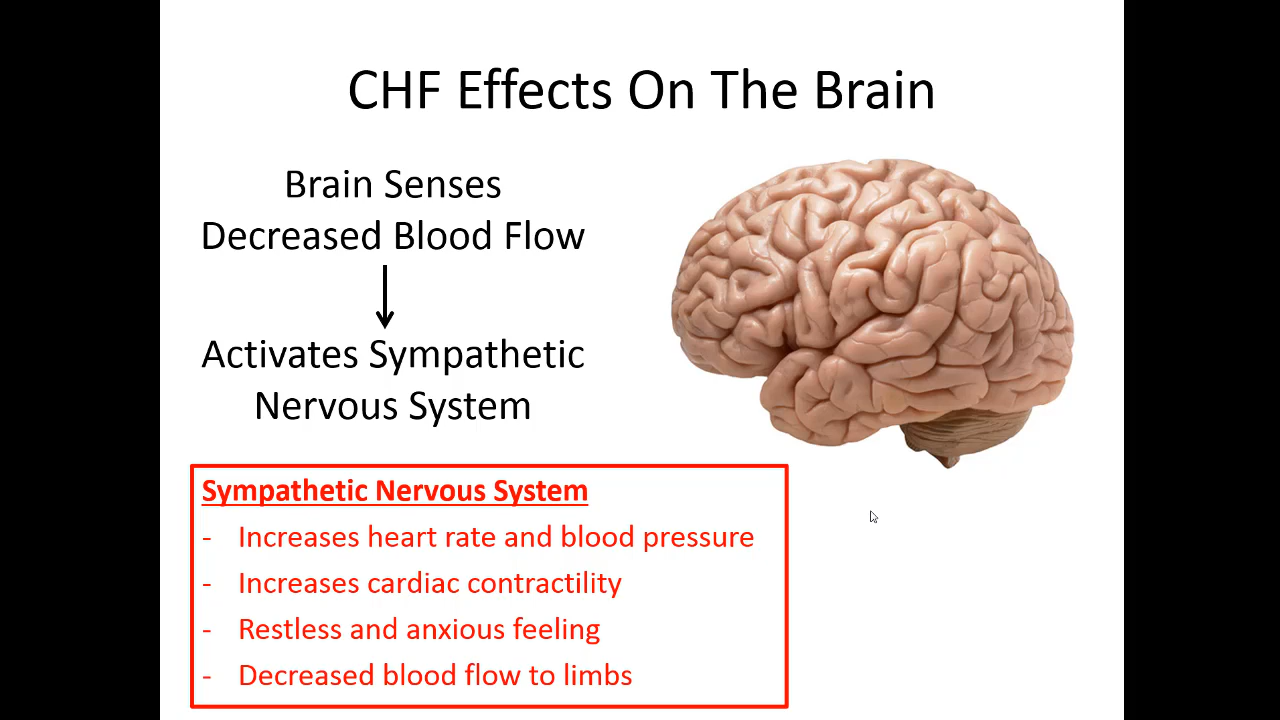 CHF Effects On The Brain
Brain Senses
Decreased Blood Flow
Activates Sympathetic
Nervous System
Sympathetic Nervous System
- Increases heart rate and blood pressure
- Increases cardiac contractility
- Restless and anxious feeling
- Decreased blood flow to limbs